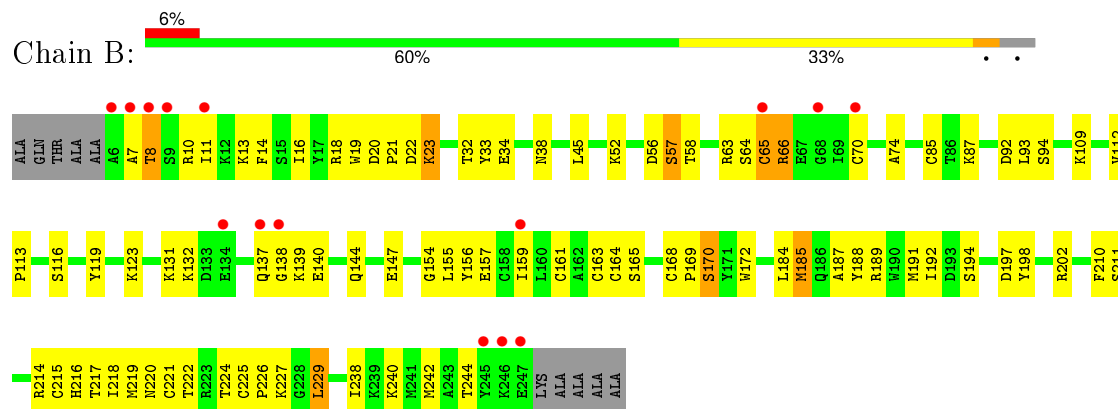 6%
Chain B:
60% 33% • •
ALA GLN THR ALA ALA A6 A7 T8 S9 R10 I11 K12 K13 F14 S15 I16 Y17 R18 W19 D20 P21 D22 K23 T32 Y33 E34 N38 L45 K52 D56 S57 T58 R63 S64 C65 R66 E67 G68 I69 C70 A74 C85 T86 K87 D92 L93 S94 K109
P113 S116 Y119 K123 K131 K132 D133 E134 Q137 G138 K139 E140 Q144 E147 G154 L155 Y156 E157 C158 I159 L160 C161 A162 C163 C164 S165 C168 P169 S170 Y171 W172 L184 M185 Q186 A187 Y188 R189 W190 M191 I192 D193 S194 D197 Y198 R202 F210 S211
R214 C215 H216 T217 I218 M219 N220 C221 T222 R223 T224 C225 P226 K227 G228 L229 I238 K239 K240 M241 M242 A243 T244 Y245 K246 E247 LYS ALA ALA ALA ALA